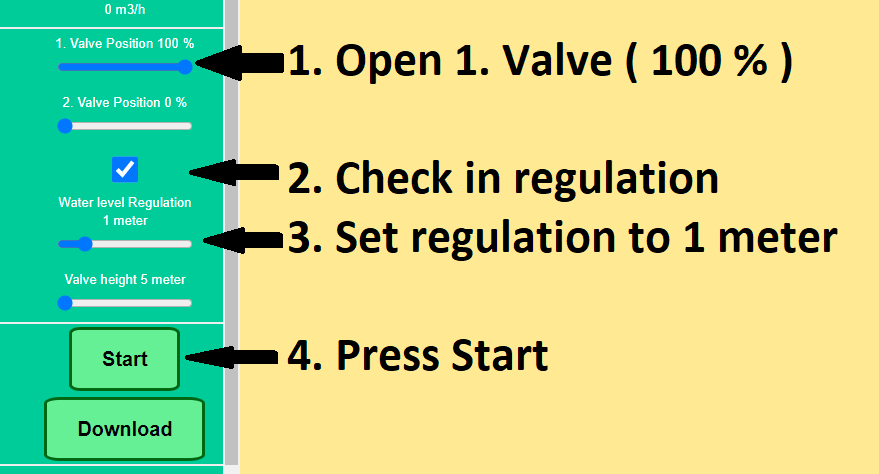 0 m3/h
1. Valve Position 100 %
1. Open 1. Valve ( 100 % )
2. Valve Position 0 %
2. Check in regulation
Water level Regulation
1 meter
3. Set regulation to 1 meter
Valve height 5 meter
Start
4. Press Start
Download